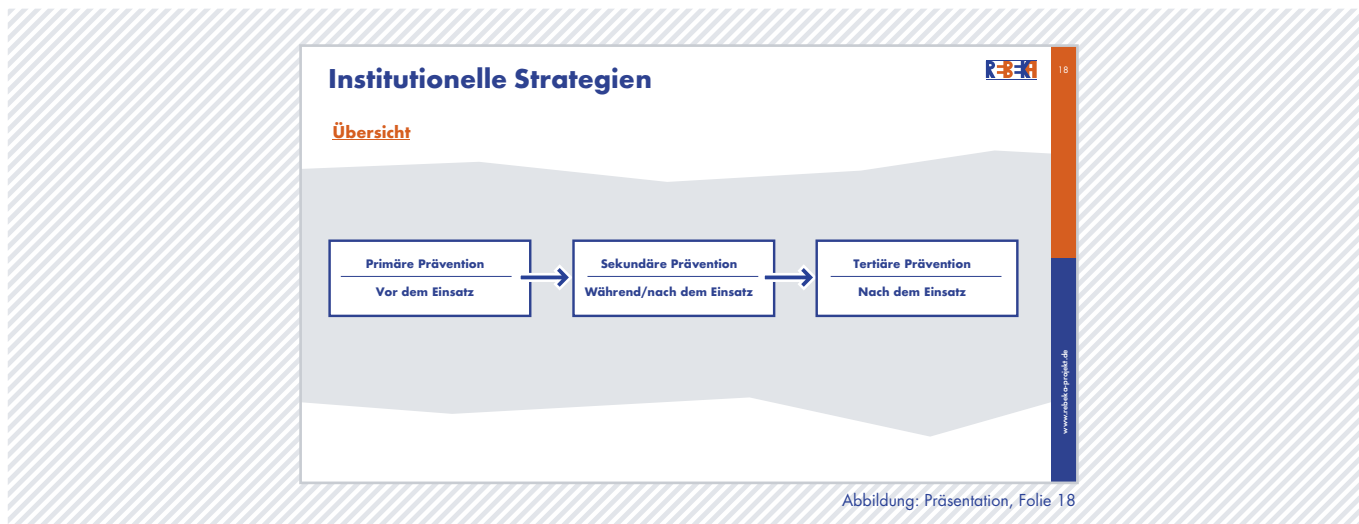 Institutionelle Strategien
REBEKA
18
Übersicht
Primäre Prävention
Vor dem Einsatz
Sekundäre Prävention
Während/nach dem Einsatz
Tertiäre Prävention
Nach dem Einsatz
www.rebeka-projekt.de
Abbildung: Präsentation, Folie 18